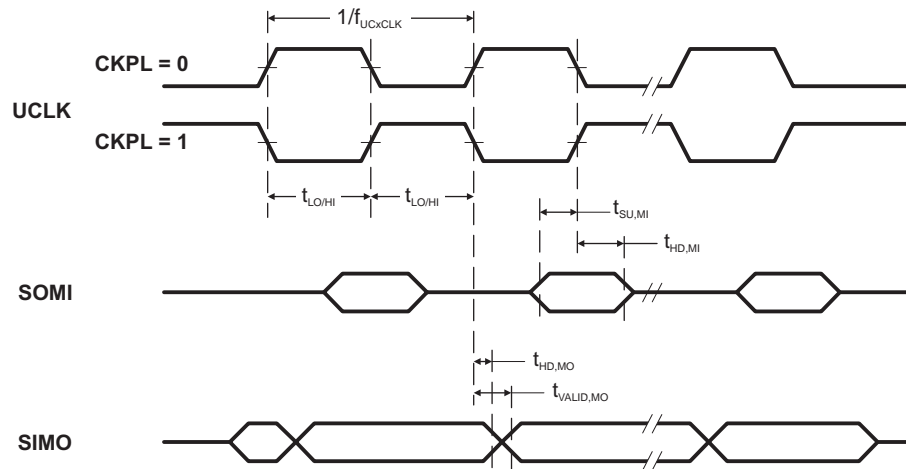 1/fUCxCLK
CKPL = 0
UCLK
CKPL = 1
tLO/HI tLO/HI
tSU,MI
tHD,MI
SOMI
tHD,MO
tVALID,MO
SIMO